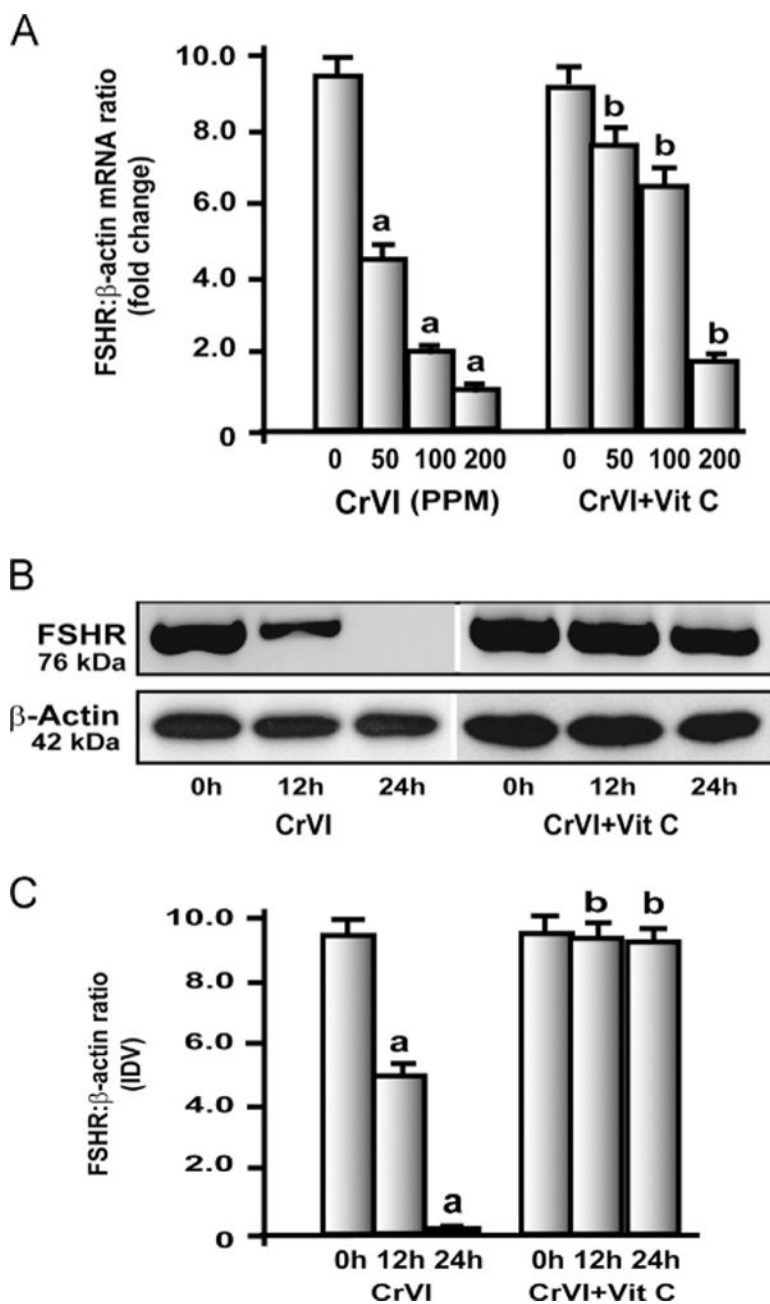 A
FSHR:β-actin mRNA ratio
(fold change)
10.0
8.0
6.0
4.0
2.0
0
a
a
a
b
b
b
0 50 100 200
0 50 100 200
CrVI (PPM)
CrVI+Vit C
B
FSHR
76 kDa
β-Actin
42 kDa
0h 12h 24h
0h 12h 24h
CrVI
CrVI+Vit C
C
FSHR:β-actin ratio
(IDV)
10.0
8.0
6.0
4.0
2.0
0
a
a
b b
0h 12h 24h
0h 12h 24h
CrVI
CrVI+Vit C